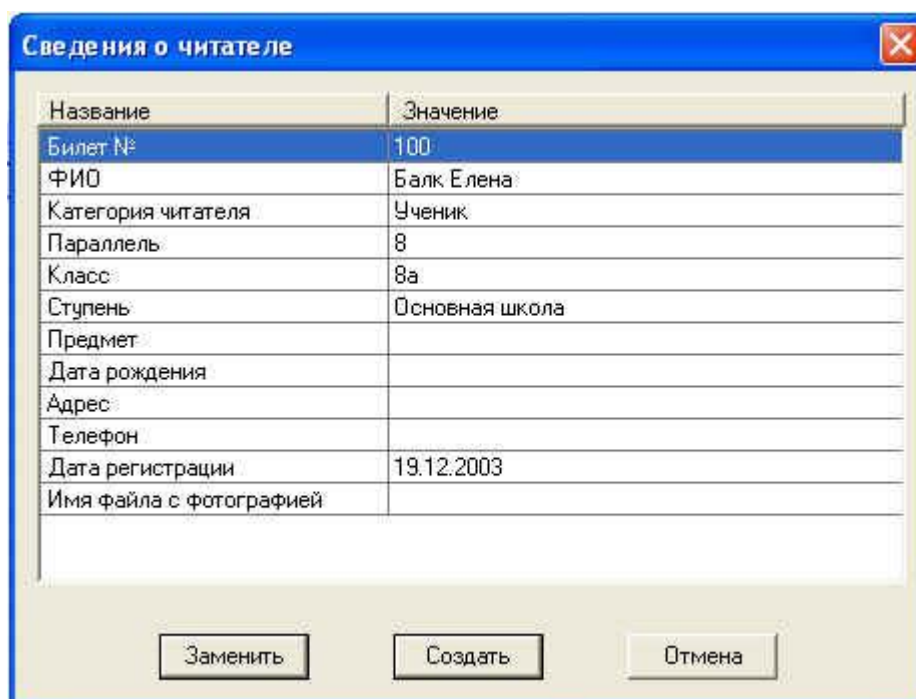 Сведения о читателе
Название Значение
Билет № 100
ФИО Балк Елена
Категория читателя Ученик
Параллель 8
Класс 8а
Ступень Основная школа
Предмет
Дата рождения
Адрес
Телефон
Дата регистрации 19.12.2003
Имя файла с фотографией
Заменить Создать Отмена